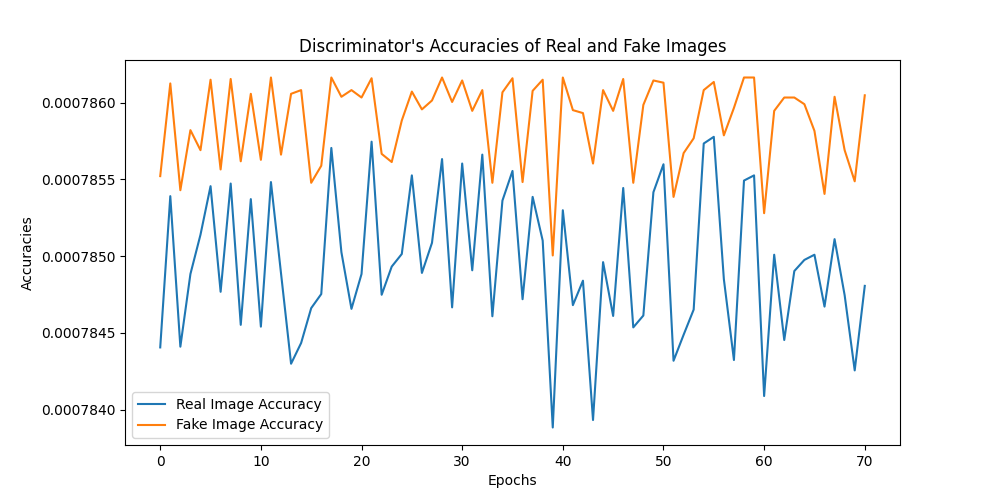 Discriminator's Accuracies of Real and Fake Images
Accuracies
0.0007860
0.0007855
0.0007850
0.0007845
0.0007840
Real Image Accuracy
Fake Image Accuracy
0 10 20 30 40 50 60 70
Epochs